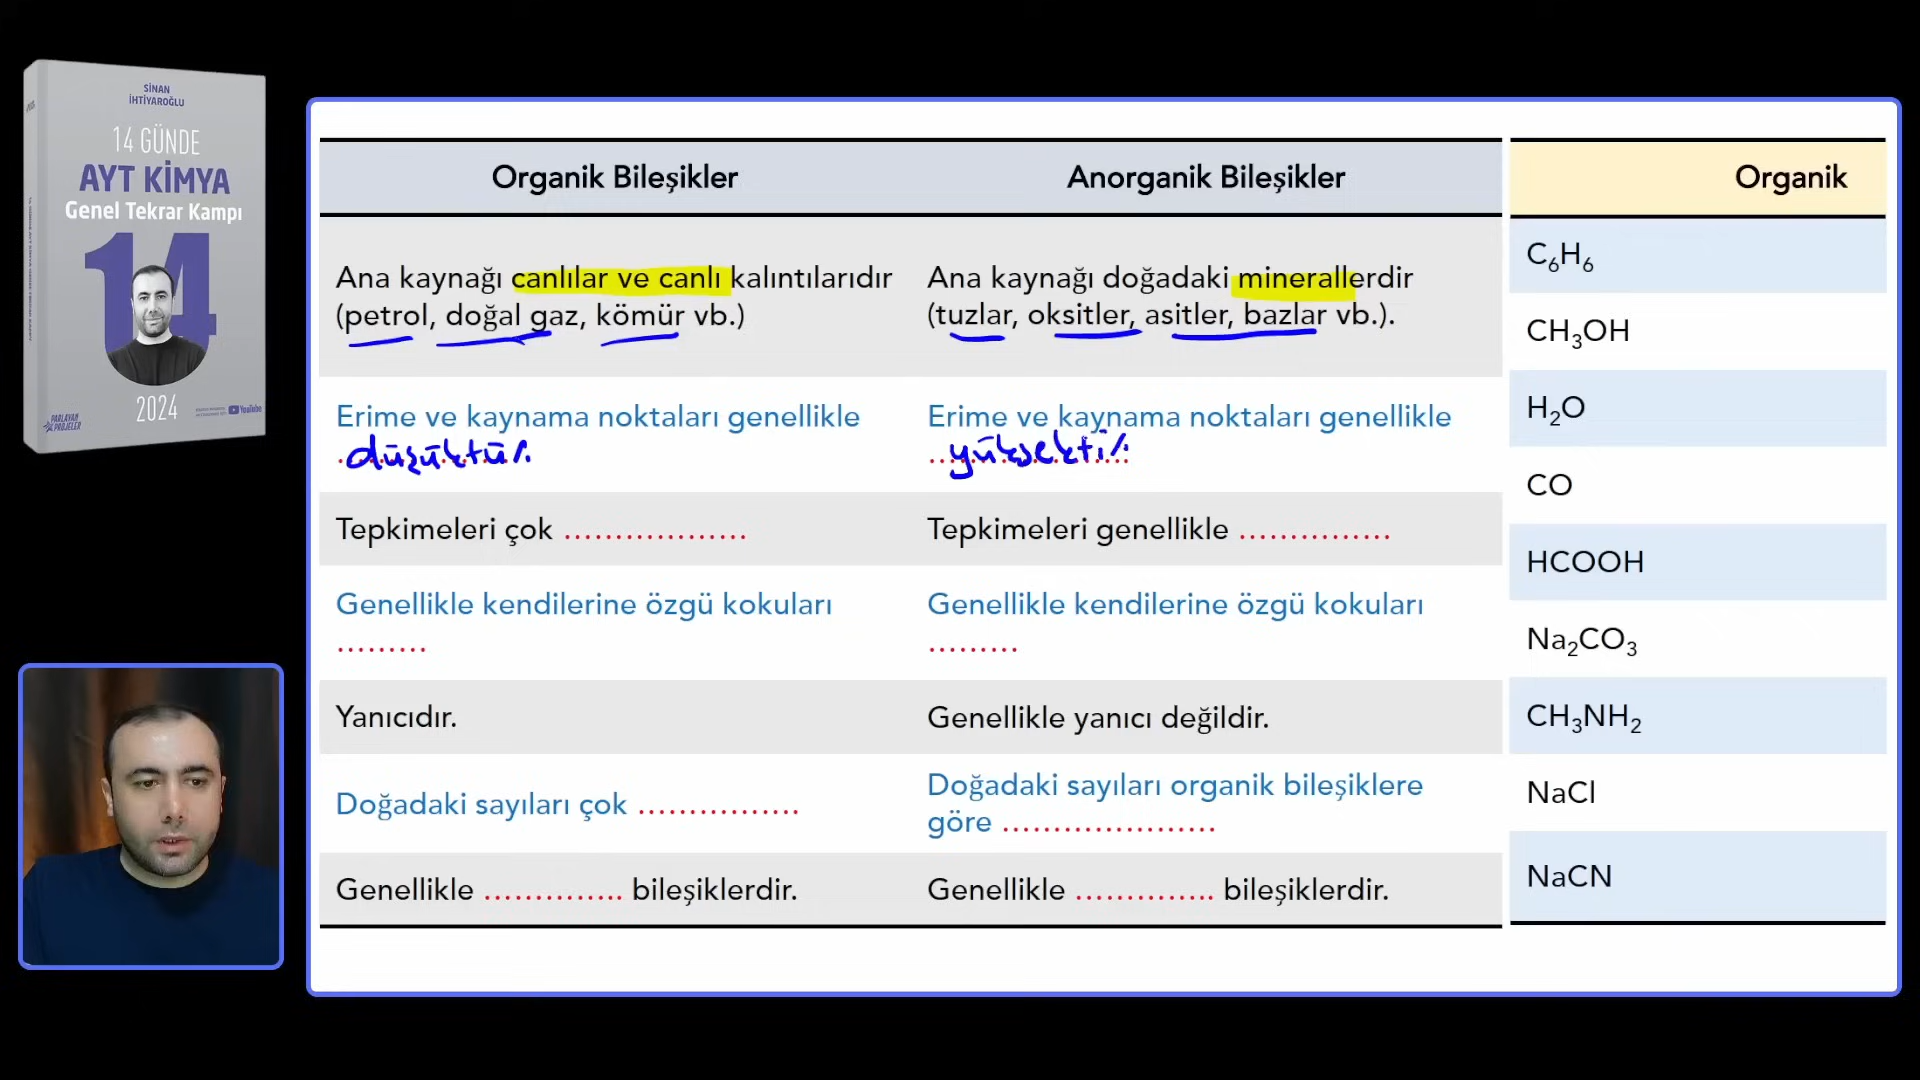 SİNAN
İHTİYAROĞLU
14 GÜNDE
AYT KİMYA
Genel Tekrar Kampı
14
2024
PARLAYAN
PROJELER
YouTube
Organik Bileşikler
Anorganik Bileşikler
Ana kaynağı canlılar ve canlı kalıntılarıdır
(petrol, doğal gaz, kömür vb.)
Ana kaynağı doğadaki minerallerdir
(tuzlar, oksitler, asitler, bazlar vb.).
Erime ve kaynama noktaları genellikle
düşüktür.
Erime ve kaynama noktaları genellikle
yüksektir.
Tepkimeleri çok ..................
Tepkimeleri genellikle ...............
Genellikle kendilerine özgü kokuları
.........
Genellikle kendilerine özgü kokuları
.........
Yanıcıdır.
Genellikle yanıcı değildir.
Doğadaki sayıları çok ................
Doğadaki sayıları organik bileşiklere
göre .....................
Genellikle .............. bileşiklerdir.
Genellikle .............. bileşiklerdir.
Organik
C₆H₆
CH₃OH
H₂O
CO
HCOOH
Na₂CO₃
CH₃NH₂
NaCl
NaCN